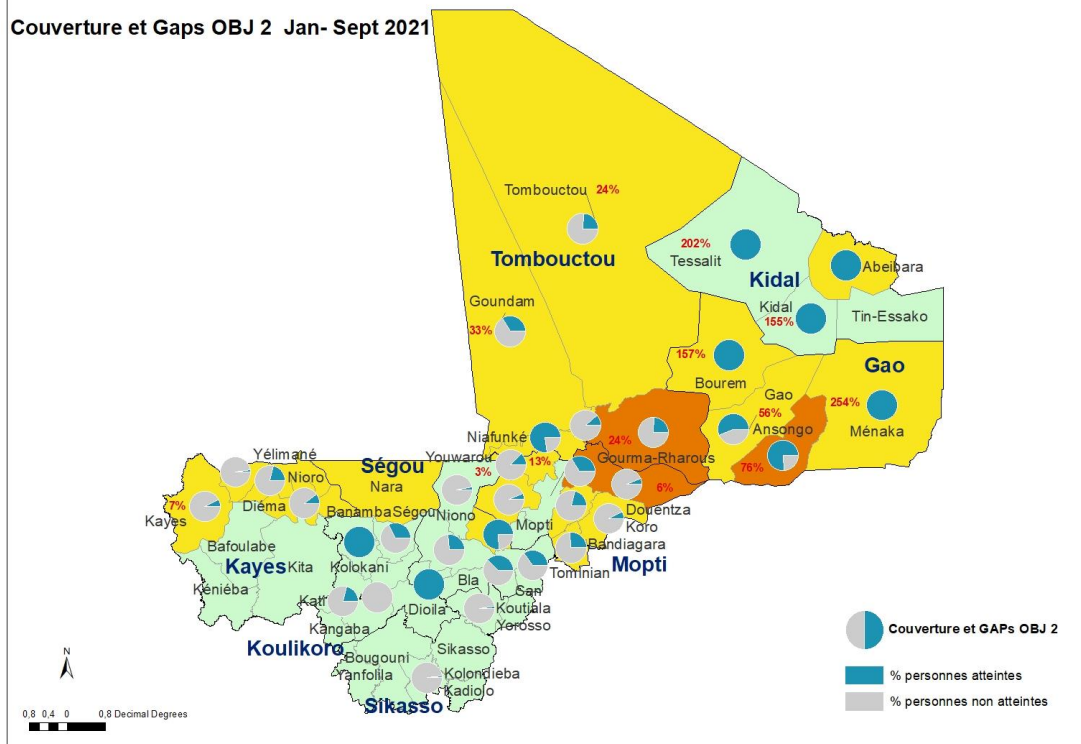 Couverture et Gaps OBJ 2 Jan- Sept 2021
Tombouctou 24%
Tombouctou
202%
Tessalit
Kidal
Abeibara
Goundam
33%
Kidal
155%
Tin-Essako
157%
Bourem
Gao
Gao
56%
Ansongo
254%
Ménaka
Niafunké
24%
Gourma-Rharous
76%
Youwarou
3%
13%
6%
Yélimané
Ségou
Nioro
Nara
7%
Kayes
Diéma
Banamba
Ségou
Niono
Mopti
Douentza
Koro
Bandiagara
Bafoulabe
Kayes
Kita
Kolokani
Bla
Tominian
Mopti
Kéniéba
Kati
Dioila
San
Koutiala
Yorosso
Kangaba
Koulikoro
Bougouni
Sikasso
Yanfolila
Kolondieba
Kadiolo
Sikasso
Couverture et GAPs OBJ 2
% personnes atteintes
% personnes non atteintes
N
0,8 0,4 0 0,8 Decimal Degrees